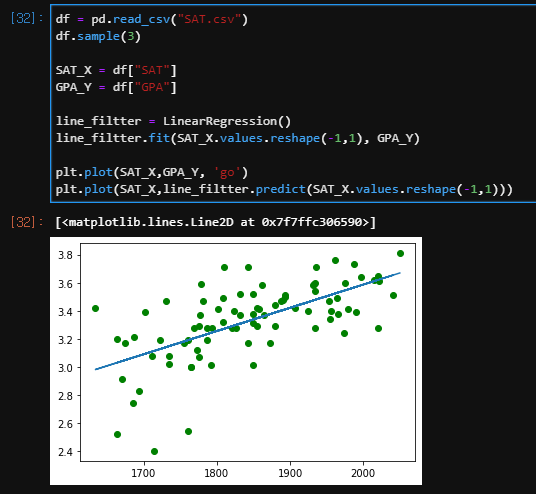 [32]: df = pd.read_csv("SAT.csv")
df.sample(3)
SAT_X = df["SAT"]
GPA_Y = df["GPA"]
line_filtter = LinearRegression()
line_filtter.fit(SAT_X.values.reshape(-1,1), GPA_Y)
plt.plot(SAT_X,GPA_Y, 'go')
plt.plot(SAT_X,line_filtter.predict(SAT_X.values.reshape(-1,1)))
[32]: [<matplotlib.lines.Line2D at 0x7f7ffc306590>]
3.8
3.6
3.4
3.2
3.0
2.8
2.6
2.4
1700 1800 1900 2000